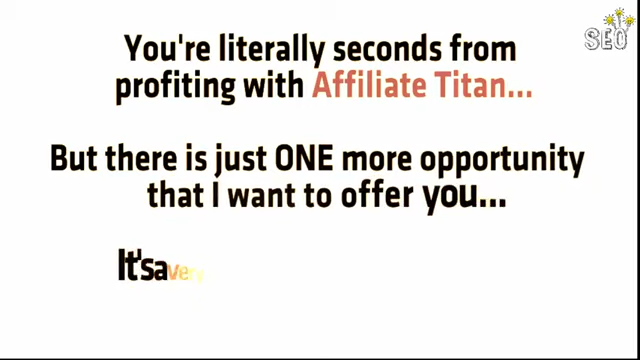 SEO
You're literally seconds from
profiting with Affiliate Titan...
But there is just ONE more opportunity
that I want to offer you...
It's a very